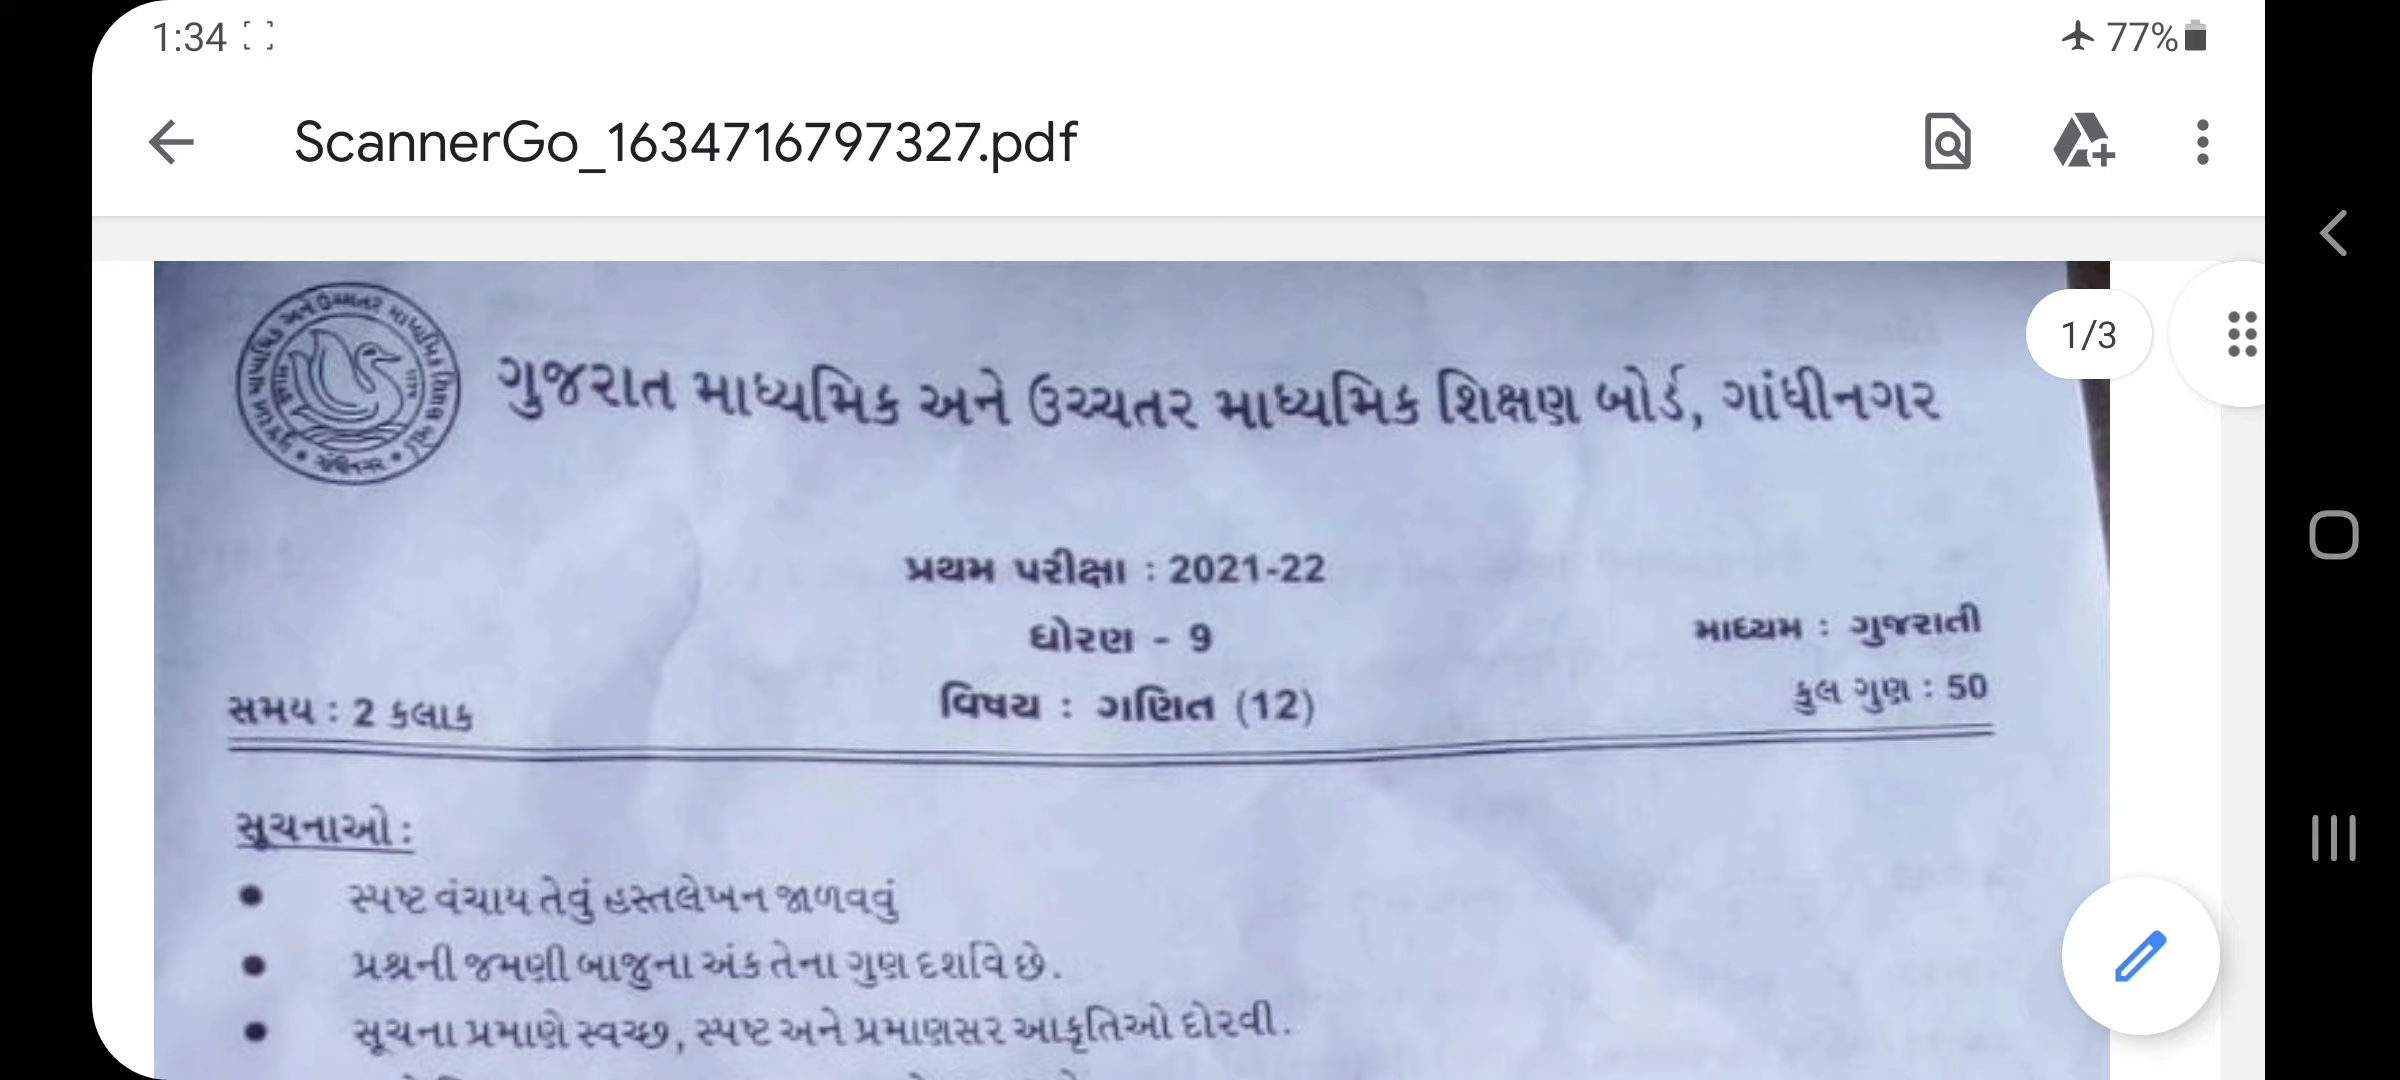 1:34
77%
ScannerGo_1634716797327.pdf
1/3
ગુજરાત માધ્યમિક અને ઉચ્ચતર માધ્યમિક શિક્ષણ બોર્ડ, ગાંધીનગર
પ્રથમ પરીક્ષા : 2021-22
ધોરણ - 9
માધ્યમ : ગુજરાતી
સમય : 2 કલાક
વિષય : ગણિત (12)
કુલ ગુણ : 50
સૂચનાઓ :
• સ્પષ્ટ વંચાય તેવું હસ્તલેખન જાળવવું
• પ્રશ્નની જમણી બાજુના અંક તેના ગુણ દર્શાવે છે.
• સૂચના પ્રમાણે સ્વચ્છ, સ્પષ્ટ અને પ્રમાણસર આકૃતિઓ દોરવી.